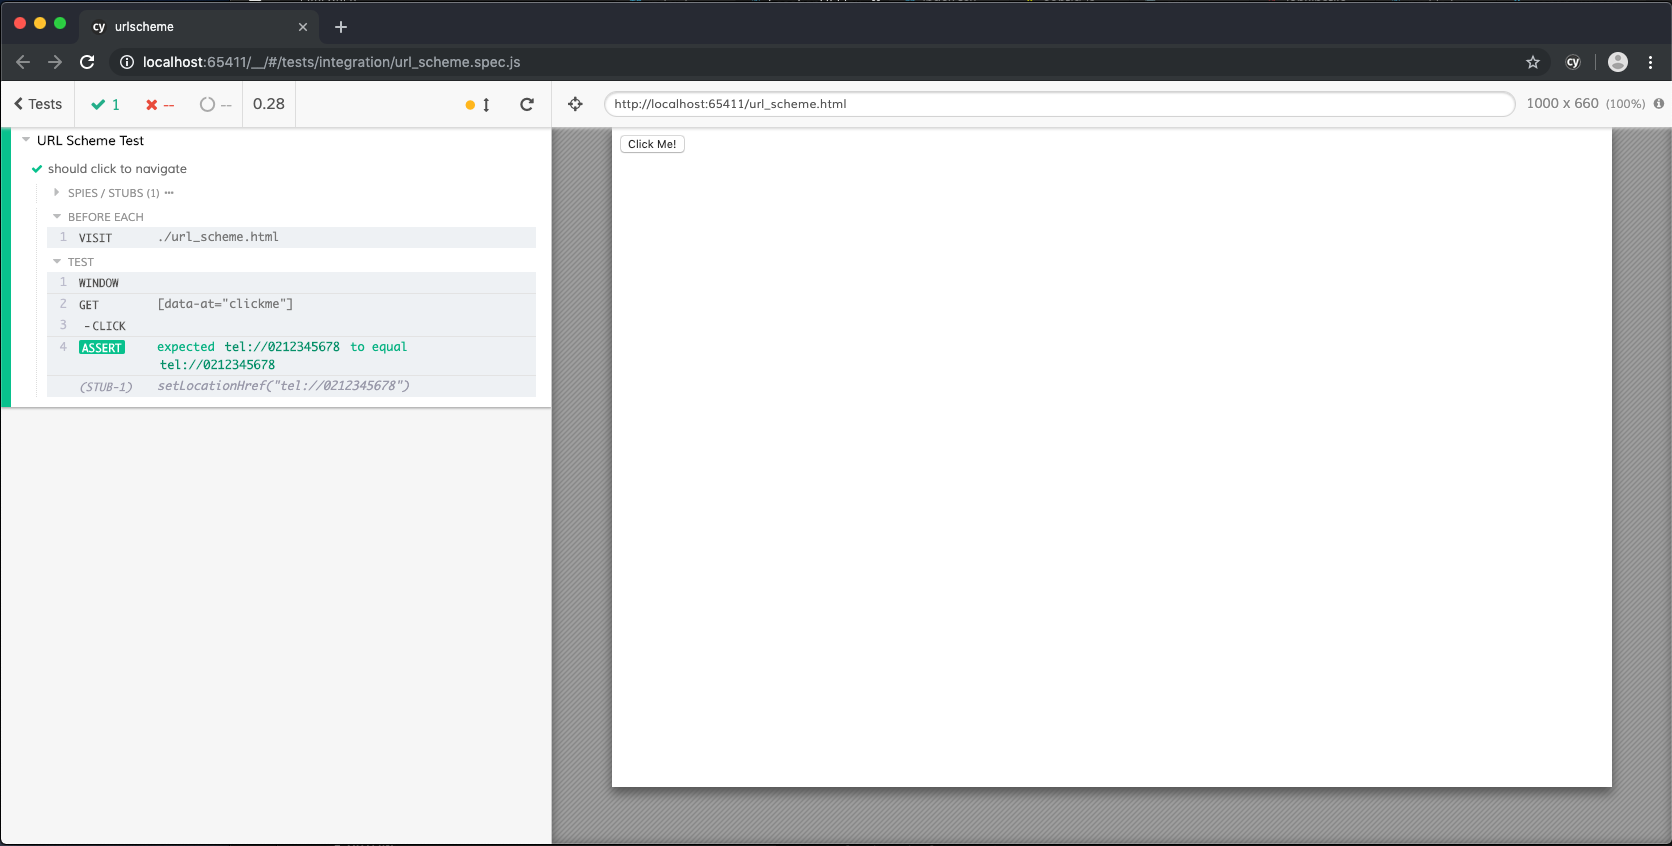 cy urlscheme
localhost:65411/__/#/tests/integration/url_scheme.spec.js
cy
Tests
1
--
--
0.28
http://localhost:65411/url_scheme.html
1000 x 660 (100%)
URL Scheme Test
should click to navigate
SPIES / STUBS (1) •••
BEFORE EACH
1 VISIT ./url_scheme.html
TEST
1 WINDOW
2 GET [data-at="clickme"]
3 -CLICK
4 ASSERT expected tel://0212345678 to equal
tel://0212345678
(STUB-1) setLocationHref("tel://0212345678")
Click Me!